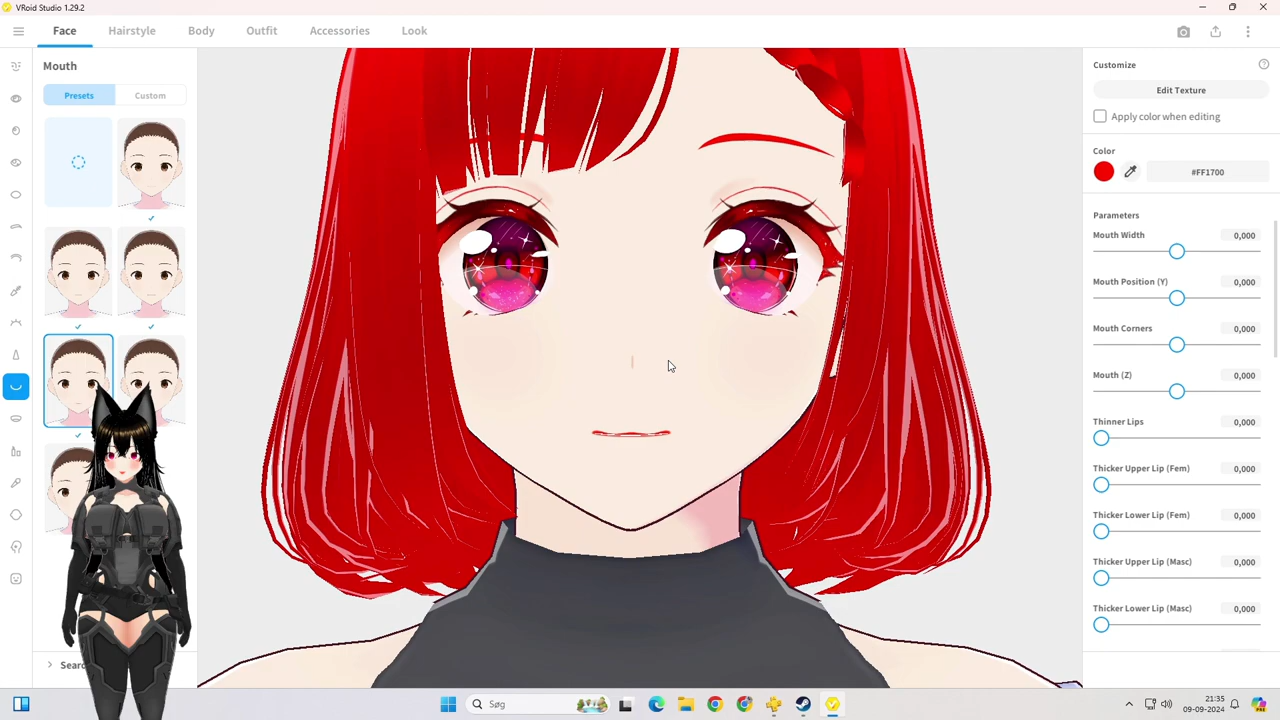 VRoid Studio 1.29.2
Face Hairstyle Body Outfit Accessories Look
Mouth
Presets Custom
Customize
Edit Texture
Apply color when editing
Color
#FF1700
Parameters
Mouth Width 0,000
Mouth Position (Y) 0,000
Mouth Corners 0,000
Mouth (Z) 0,000
Thinner Lips 0,000
Thicker Upper Lip (Fem) 0,000
Thicker Lower Lip (Fem) 0,000
Thicker Upper Lip (Masc) 0,000
Thicker Lower Lip (Masc) 0,000
Søg
21:35
09-09-2024